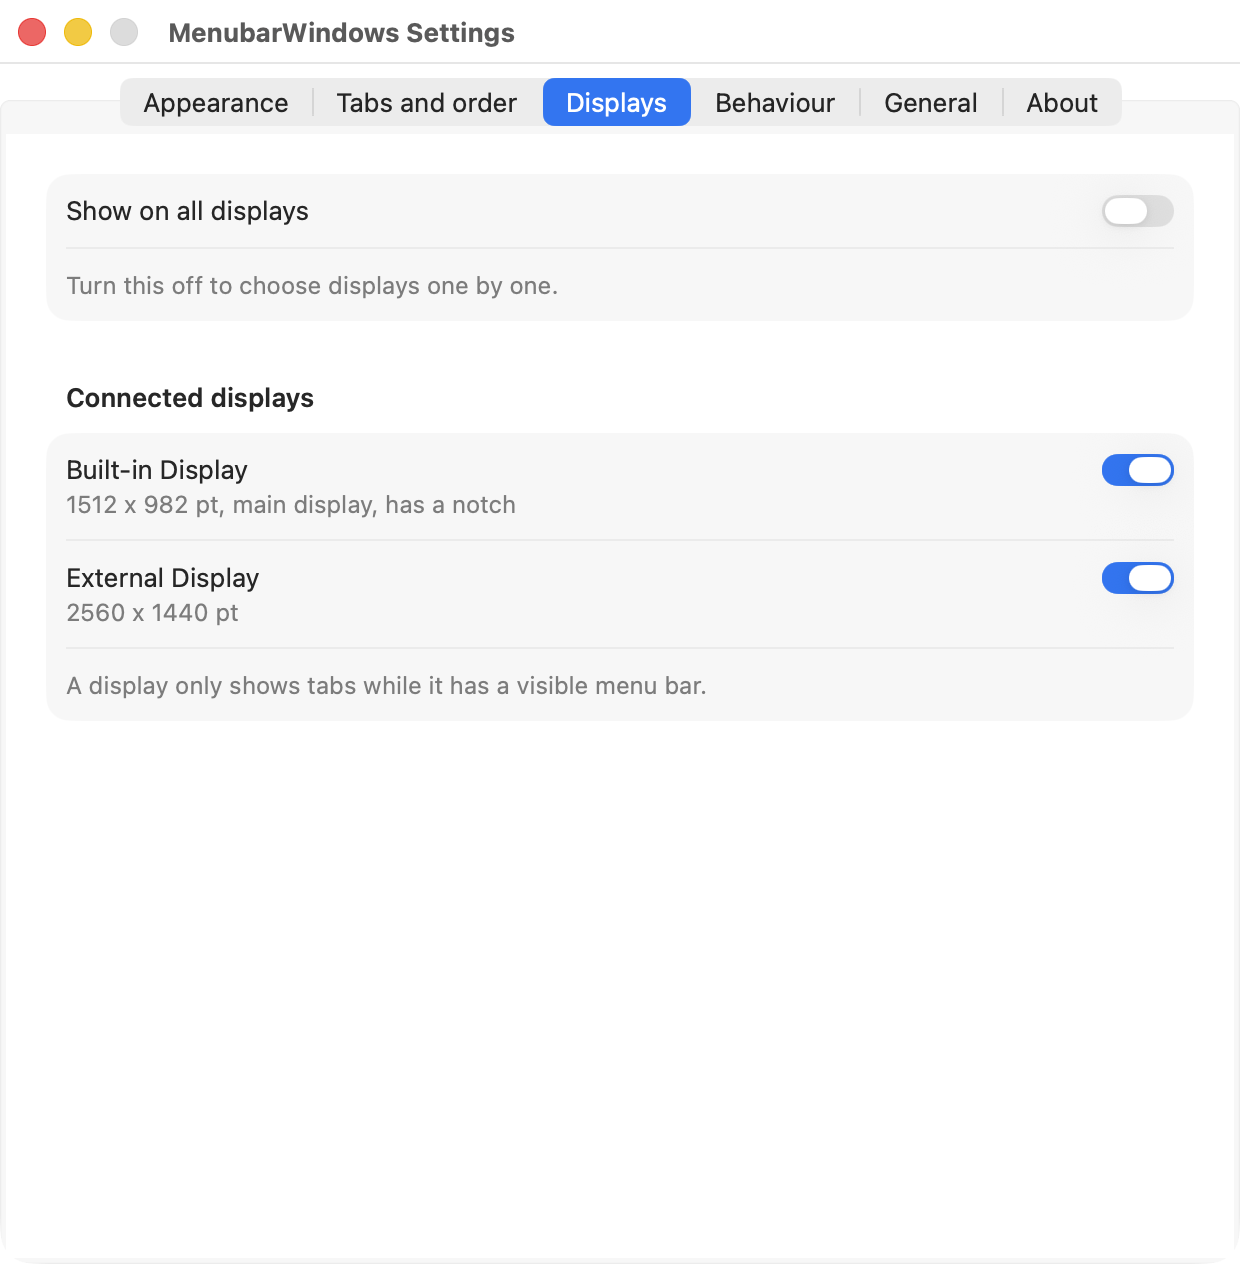 MenubarWindows Settings
Appearance
Tabs and order
Displays
Behaviour
General
About
Show on all displays
Turn this off to choose displays one by one.
Connected displays
Built-in Display
1512 x 982 pt, main display, has a notch
External Display
2560 x 1440 pt
A display only shows tabs while it has a visible menu bar.